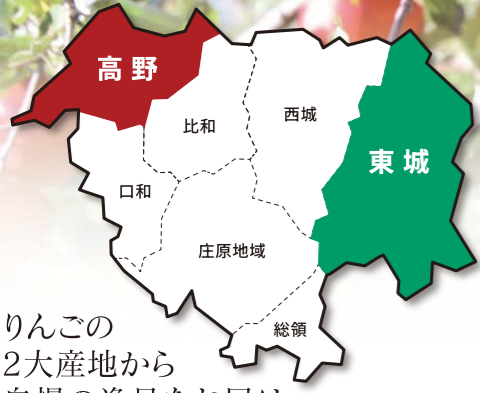 高野
比和
西城
東城
口和
庄原地域
総領
りんごの
2大産地から